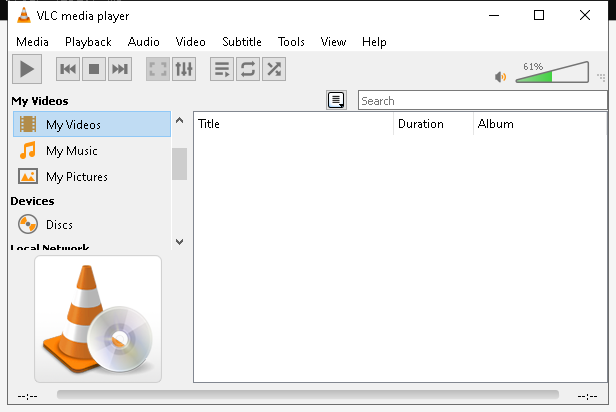 VLC media player
Media Playback Audio Video Subtitle Tools View Help
61%
My Videos
Search
My Videos
Title Duration Album
My Music
My Pictures
Devices
Discs
Local Network
--:-- --:--